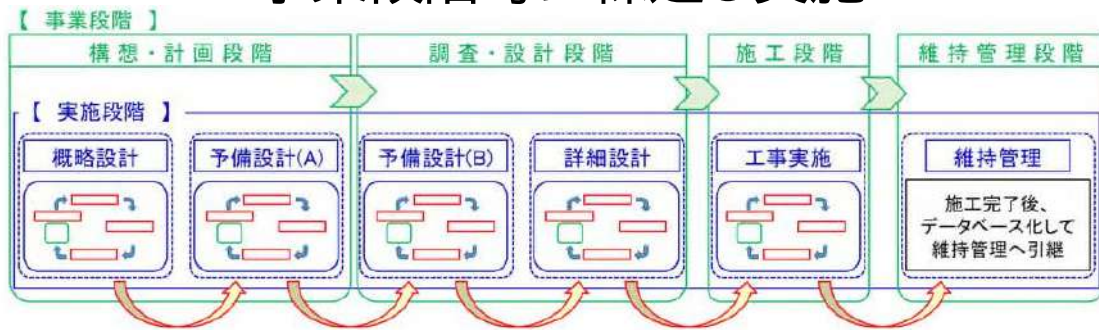 【 事業段階 】
構想・計画段階
調査・設計段階
施工段階
維持管理段階
【 実施段階 】
概略設計
予備設計(A)
予備設計(B)
詳細設計
工事実施
維持管理
施工完了後、
データベース化して
維持管理へ引継